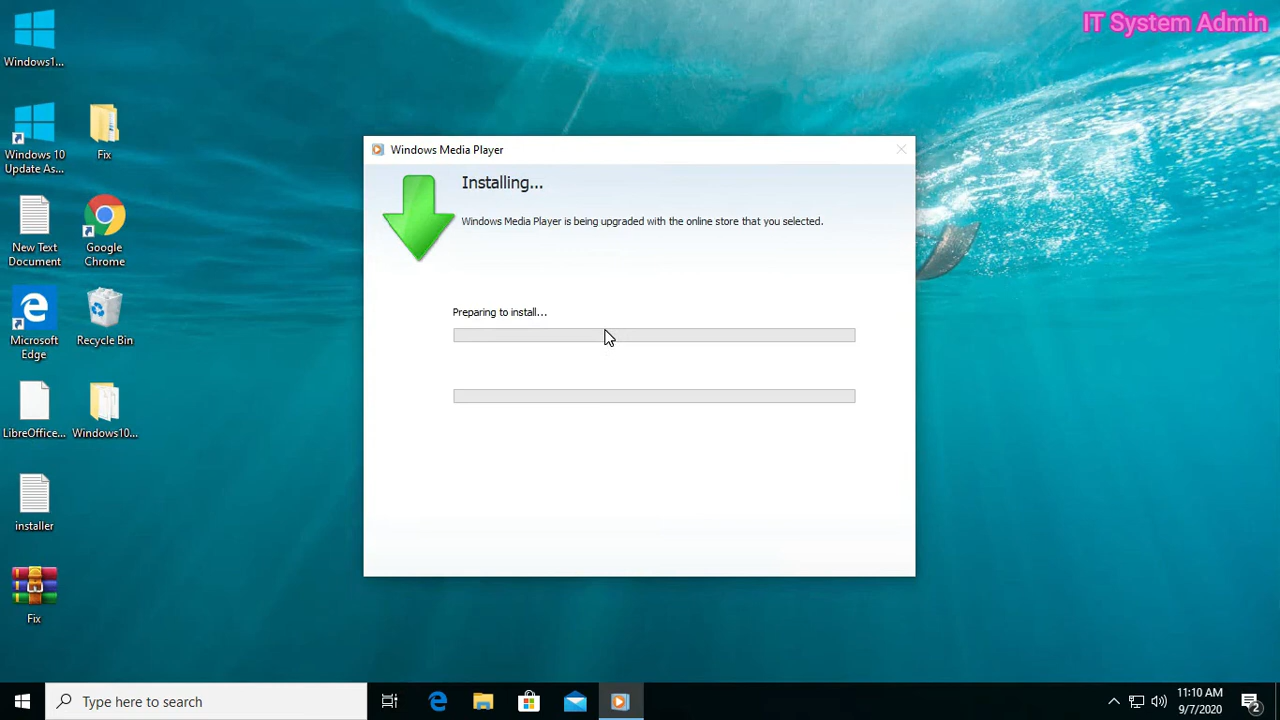 IT System Admin
Windows1...
Windows 10
Update As...
Fix
New Text
Document
Google
Chrome
Microsoft
Edge
Recycle Bin
LibreOffice...
Windows10...
installer
Fix
Windows Media Player
Installing...
Windows Media Player is being upgraded with the online store that you selected.
Preparing to install...
Type here to search
11:10 AM
9/7/2020
2